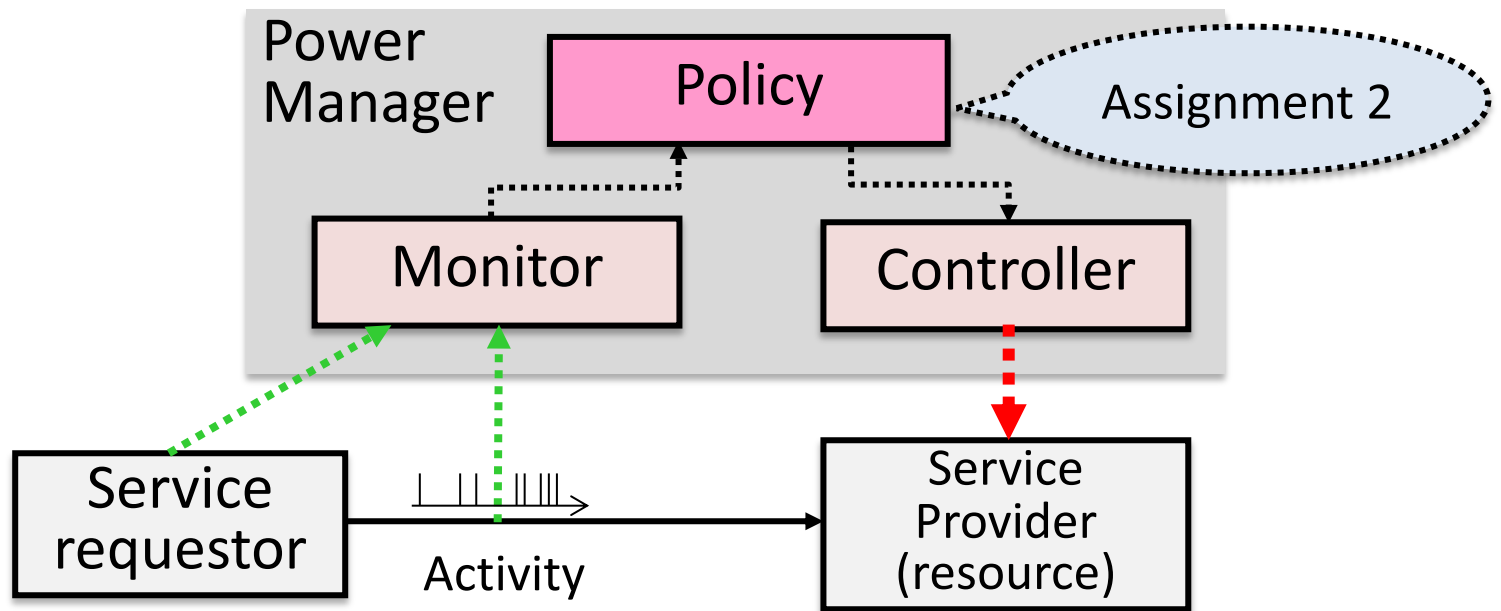 Power
Manager
Policy
Assignment 2
Monitor
Controller
Service
requestor
Activity
Service
Provider
(resource)